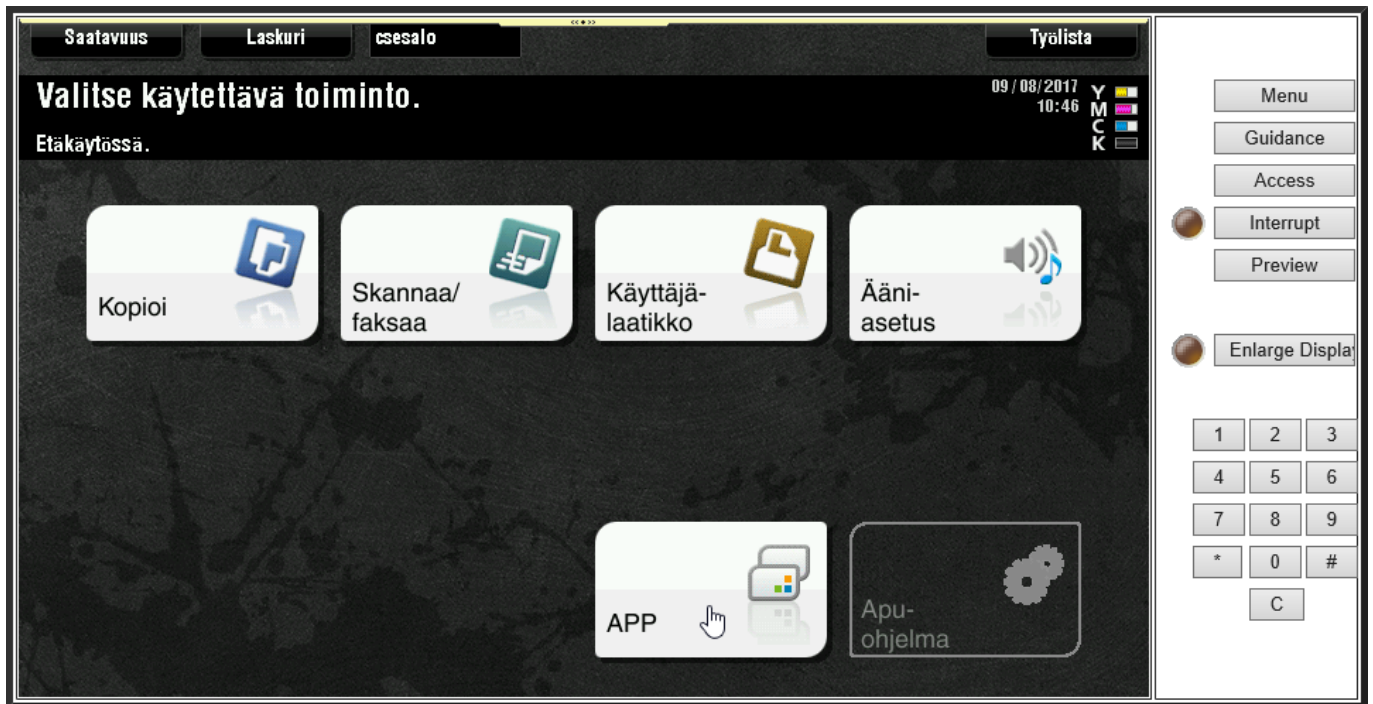 Saatavuus Laskuri csesalo Työlista
Valitse käytettävä toiminto.
09/08/2017
10:46
Etäkäytössä.
Y
M
C
K
Kopioi
Skannaa/
faksaa
Käyttäjä-
laatikko
Ääni-
asetus
APP
Apu-
ohjelma
Menu
Guidance
Access
Interrupt
Preview
Enlarge Display
1 2 3
4 5 6
7 8 9
* 0 #
C